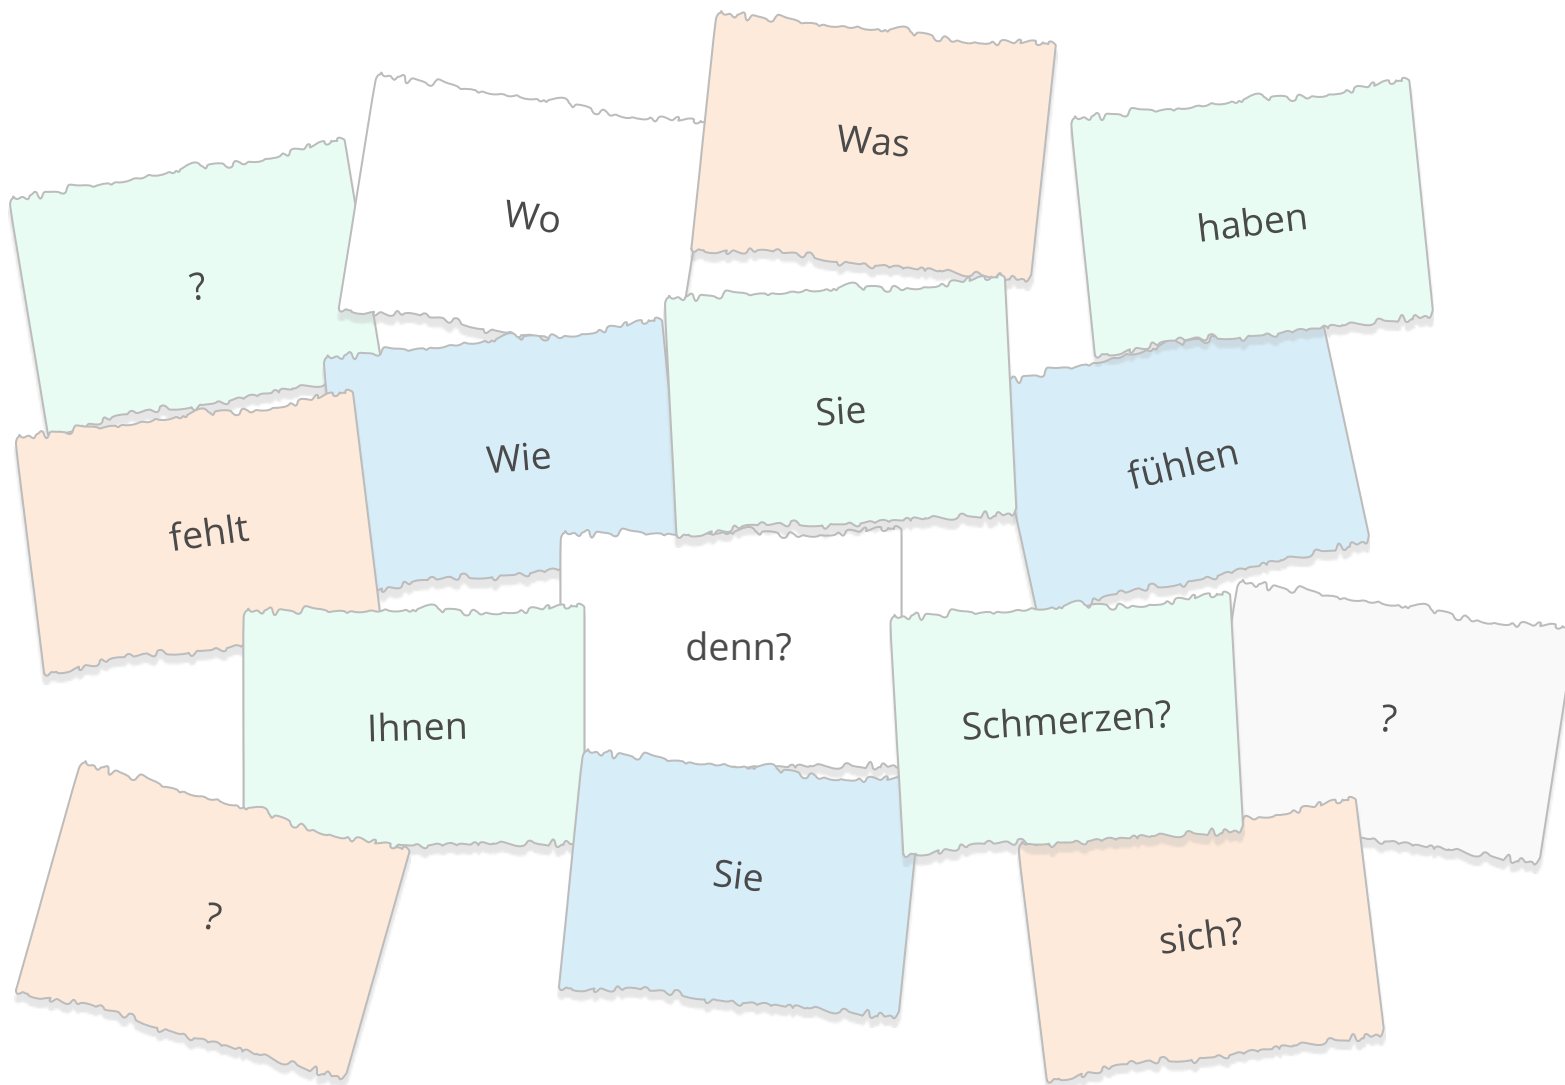 Was
Wo
haben
?
Sie
Wie
fühlen
fehlt
denn?
Ihnen
Schmerzen?
?
Sie
?
sich?